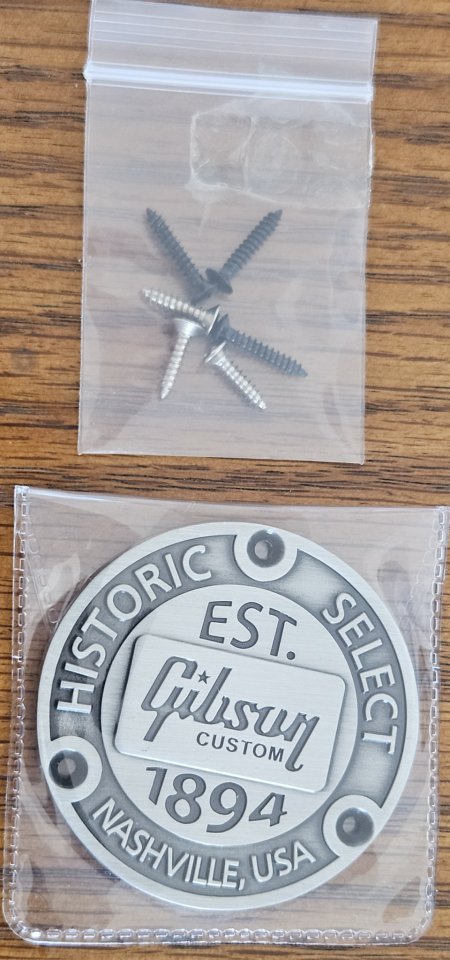 HISTORIC SELECT
EST.
Gibson
CUSTOM
1894
NASHVILLE, USA